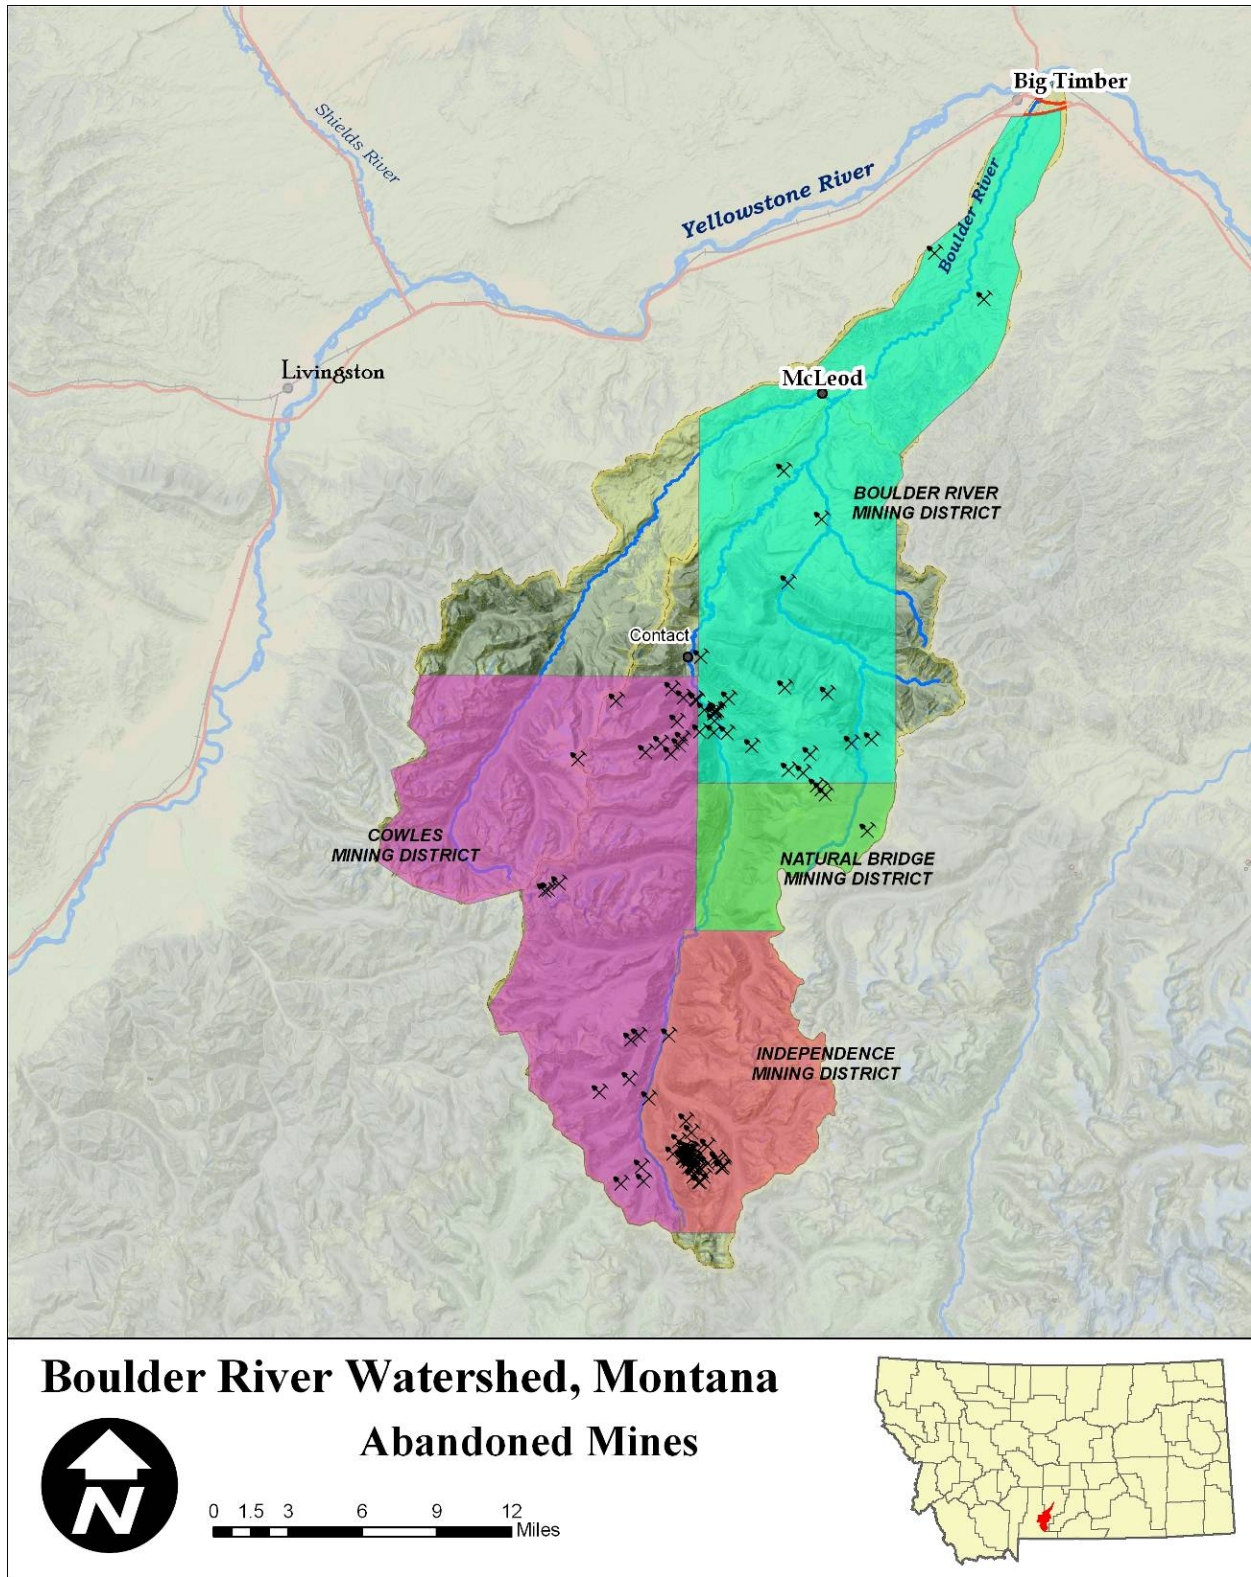 Big Timber
Shields River
Yellowstone River
Boulder River
Livingston
McLeod
BOULDER RIVER
MINING DISTRICT
Contact
COWLES
MINING DISTRICT
NATURAL BRIDGE
MINING DISTRICT
INDEPENDENCE
MINING DISTRICT
Boulder River Watershed, Montana
Abandoned Mines
N
0 1.5 3 6 9 12
Miles